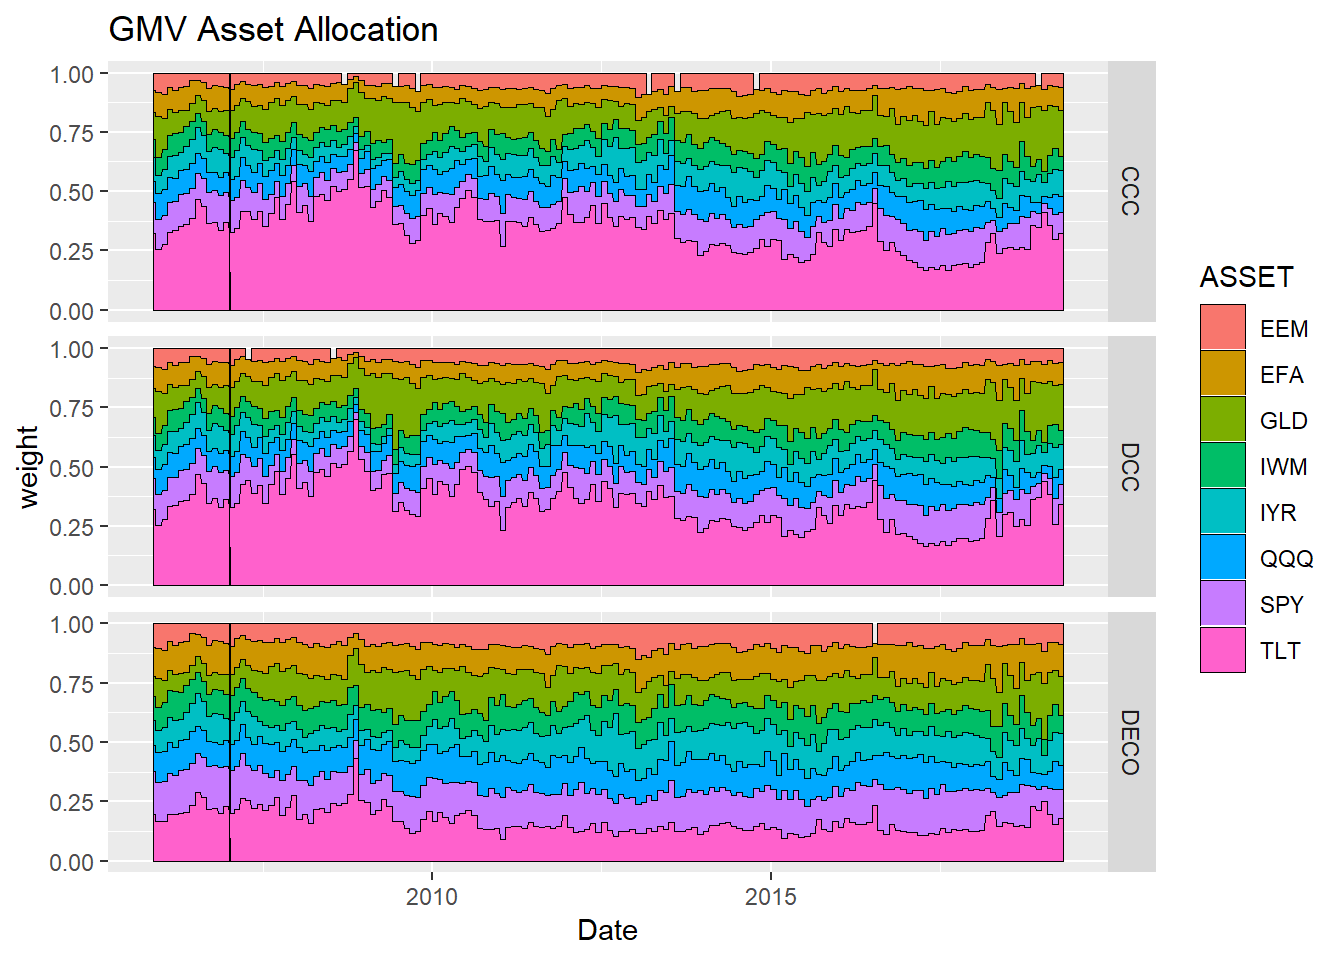 GMV Asset Allocation
1.00
0.75
0.50
0.25
0.00
CCC
1.00
0.75
0.50
0.25
0.00
DCC
1.00
0.75
0.50
0.25
0.00
DECO
weight
2010
2015
Date
ASSET
EEM
EFA
GLD
IWM
IYR
QQQ
SPY
TLT